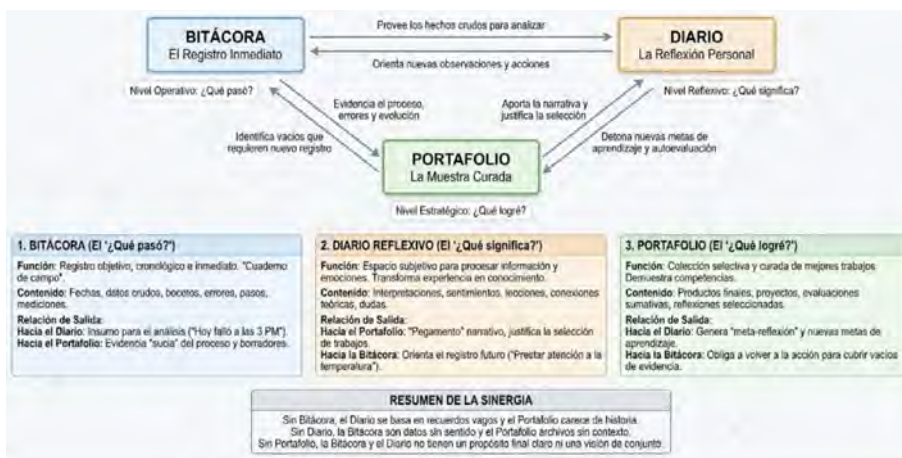 BITÁCORA
El Registro Inmediato
Provee los hechos crudos para analizar
Orienta nuevas observaciones y acciones
DIARIO
La Reflexión Personal
Nivel Operativo: ¿Qué pasó?
Nivel Reflexivo: ¿Qué significa?
Evidencia el proceso,
errores y evolución
Aporta la narrativa y
justifica la selección
Identifica vacíos que
requieren nuevo registro
Detona nuevas metas de
aprendizaje y autoevaluación
PORTAFOLIO
La Muestra Curada
Nivel Estratégico: ¿Qué logré?
1. BITÁCORA (El '¿Qué pasó?')
Función: Registro objetivo, cronológico e inmediato. "Cuaderno
de campo".
Contenido: Fechas, datos crudos, bocetos, errores, pasos,
mediciones.
Relación de Salida:
Hacia el Diario: Insumo para el análisis ("Hoy falló a las 3 PM").
Hacia el Portafolio: Evidencia "sucia" del proceso y borradores.
2. DIARIO REFLEXIVO (El '¿Qué significa?')
Función: Espacio subjetivo para procesar información y
emociones. Transforma experiencia en conocimiento.
Contenido: Interpretaciones, sentimientos, lecciones, conexiones
teóricas, dudas.
Relación de Salida:
Hacia el Portafolio: "Pegamento" narrativo, justifica la selección
de trabajos.
Hacia la Bitácora: Orienta el registro futuro ("Prestar atención a la
temperatura").
3. PORTAFOLIO (El '¿Qué logré?')
Función: Colección selectiva y curada de mejores trabajos.
Demuestra competencias.
Contenido: Productos finales, proyectos, evaluaciones
sumativas, reflexiones seleccionadas.
Relación de Salida:
Hacia el Diario: Genera "meta-reflexión" y nuevas metas de
aprendizaje.
Hacia la Bitácora: Obliga a volver a la acción para cubrir vacíos
de evidencia.
RESUMEN DE LA SINERGIA
Sin Bitácora, el Diario se basa en recuerdos vagos y el Portafolio carece de historia.
Sin Diario, la Bitácora son datos sin sentido y el Portafolio archivos sin contexto.
Sin Portafolio, la Bitácora y el Diario no tienen un propósito final claro ni una visión de conjunto.